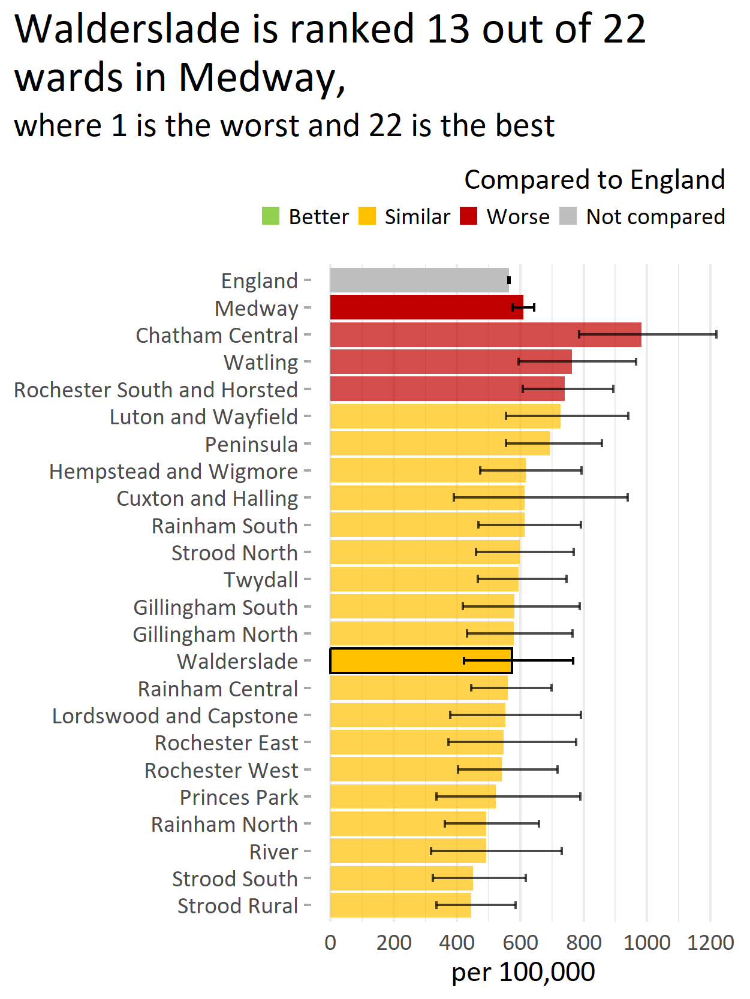 Walderslade is ranked 13 out of 22
wards in Medway,
where 1 is the worst and 22 is the best
Compared to England
Better Similar Worse Not compared
England
Medway
Chatham Central
Watling
Rochester South and Horsted
Luton and Wayfield
Peninsula
Hempstead and Wigmore
Cuxton and Halling
Rainham South
Strood North
Twydall
Gillingham South
Gillingham North
Walderslade
Rainham Central
Lordswood and Capstone
Rochester East
Rochester West
Princes Park
Rainham North
River
Strood South
Strood Rural
0 200 400 600 800 1000 1200
per 100,000